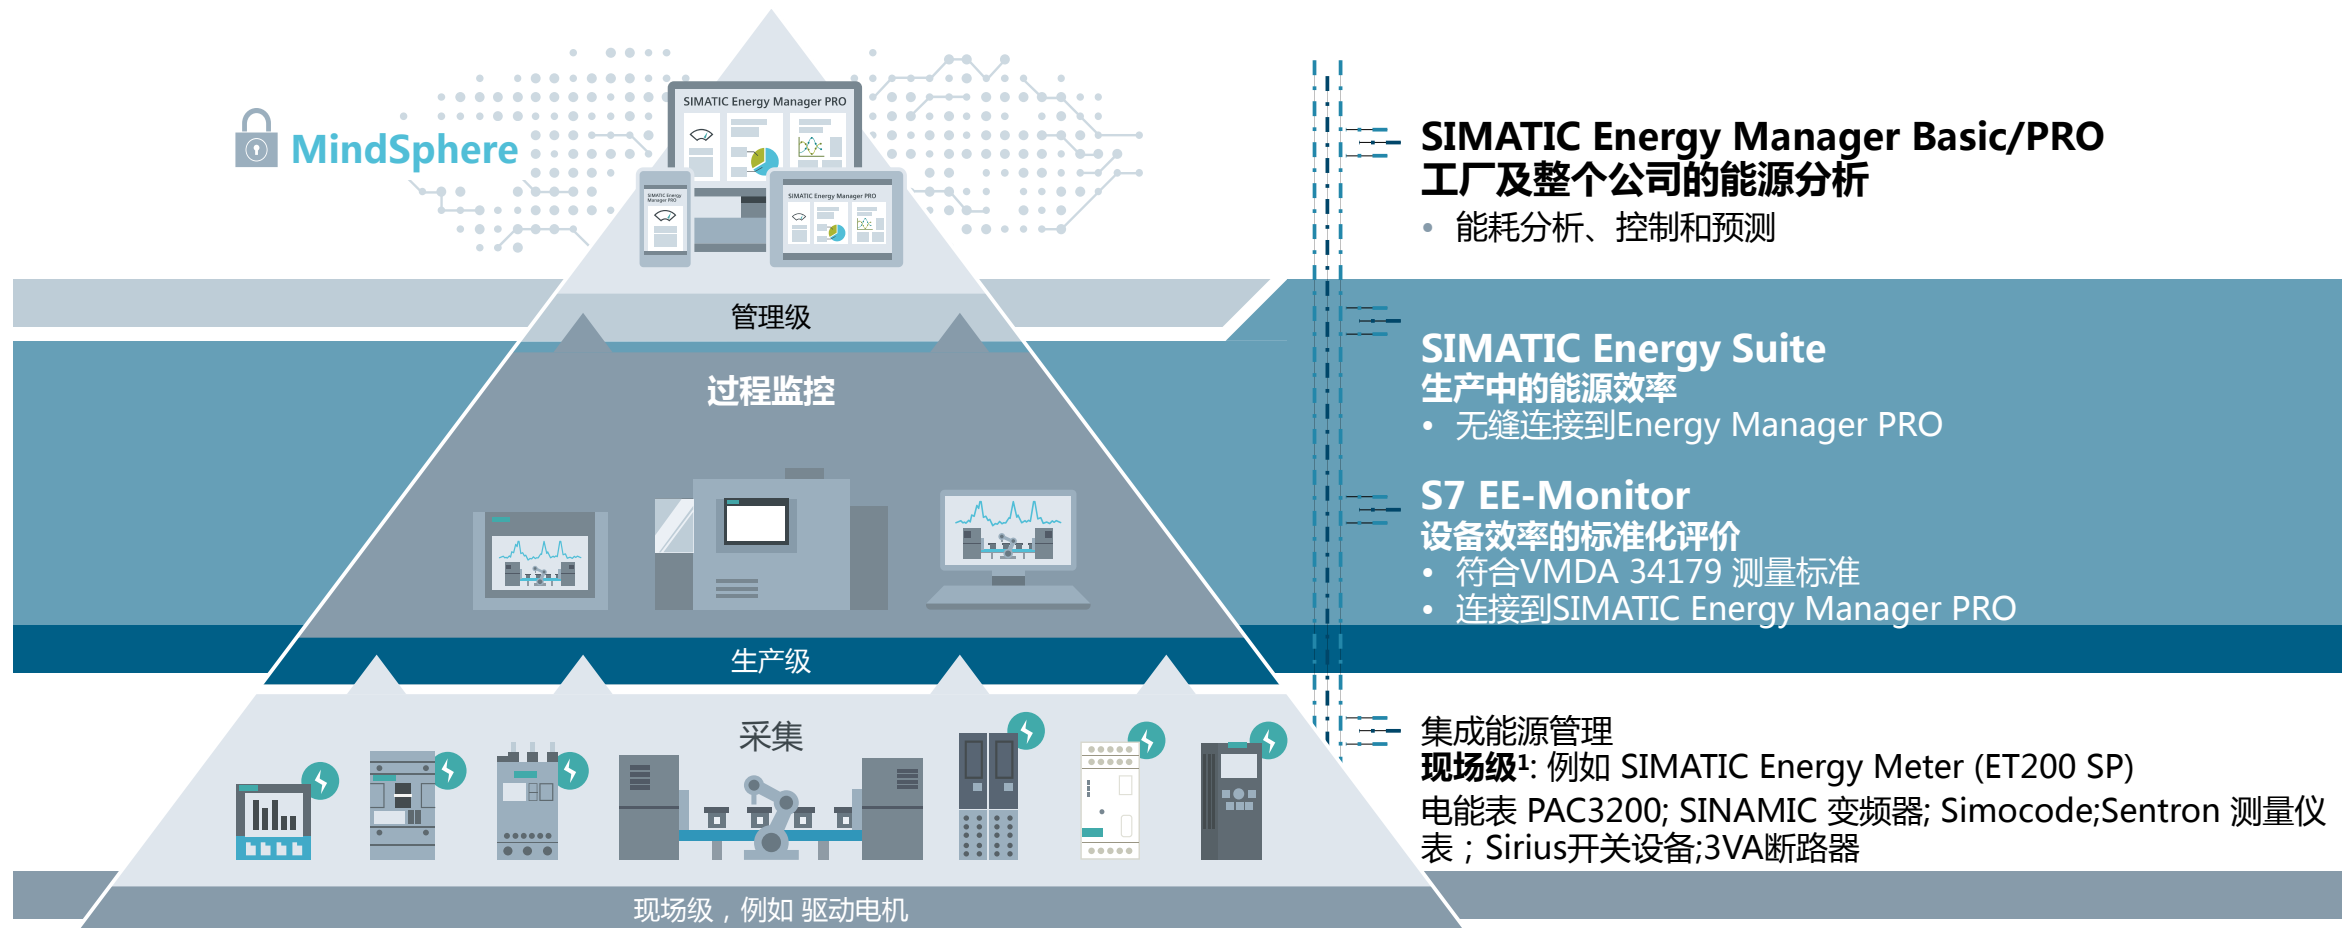 MindSphere
SIMATIC Energy Manager PRO
SIMATIC Energy
Manager PRO
SIMATIC Energy Manager PRO
管理级
过程监控
生产级
采集
现场级，例如 驱动电机
SIMATIC Energy Manager Basic/PRO
工厂及整个公司的能源分析
• 能耗分析、控制和预测
SIMATIC Energy Suite
生产中的能源效率
• 无缝连接到Energy Manager PRO
S7 EE-Monitor
设备效率的标准化评价
• 符合VMDA 34179 测量标准
• 连接到SIMATIC Energy Manager PRO
集成能源管理
现场级¹: 例如 SIMATIC Energy Meter (ET200 SP)
电能表 PAC3200; SINAMIC 变频器; Simocode;Sentron 测量仪
表；Sirius开关设备;3VA断路器